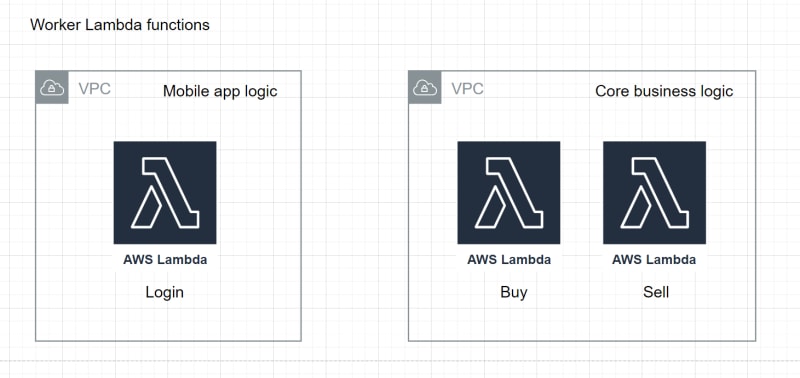 Worker Lambda functions
VPC
Mobile app logic
AWS Lambda
Login
VPC
Core business logic
AWS Lambda
AWS Lambda
Buy
Sell